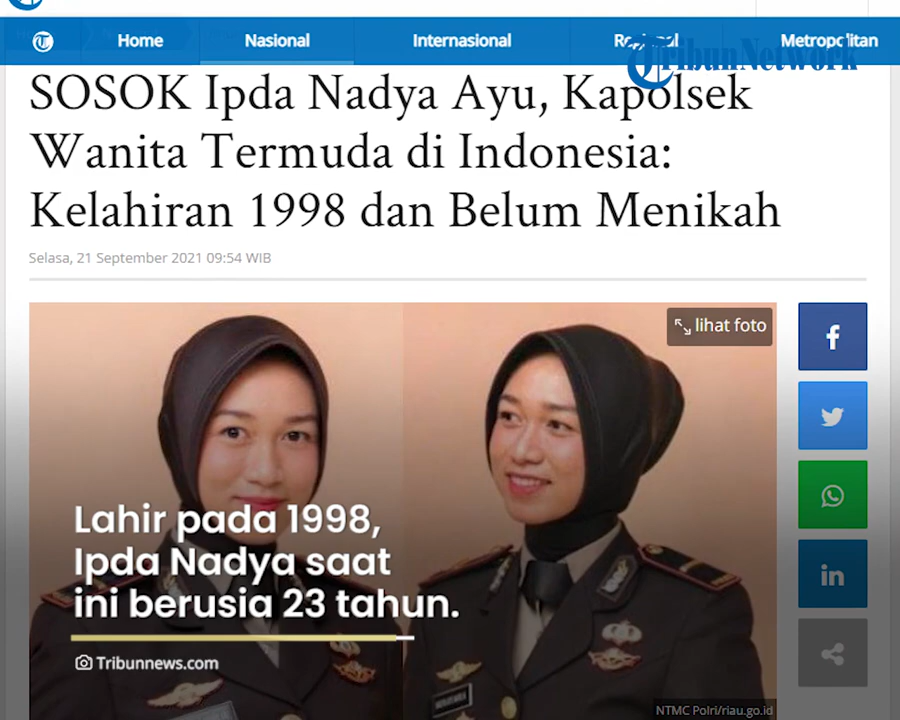 Home
Nasional
Internasional
Regional
Metropolitan
TribunNetwork
SOSOK Ipda Nadya Ayu, Kapolsek
Wanita Termuda di Indonesia:
Kelahiran 1998 dan Belum Menikah
Selasa, 21 September 2021 09:54 WIB
lihat foto
Lahir pada 1998,
Ipda Nadya saat
ini berusia 23 tahun.
Tribunnews.com
NTMC Polri/riau.go.id